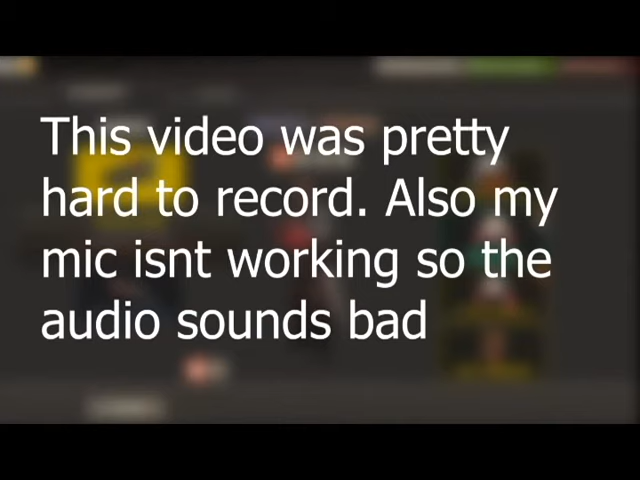 This video was pretty
hard to record. Also my
mic isnt working so the
audio sounds bad